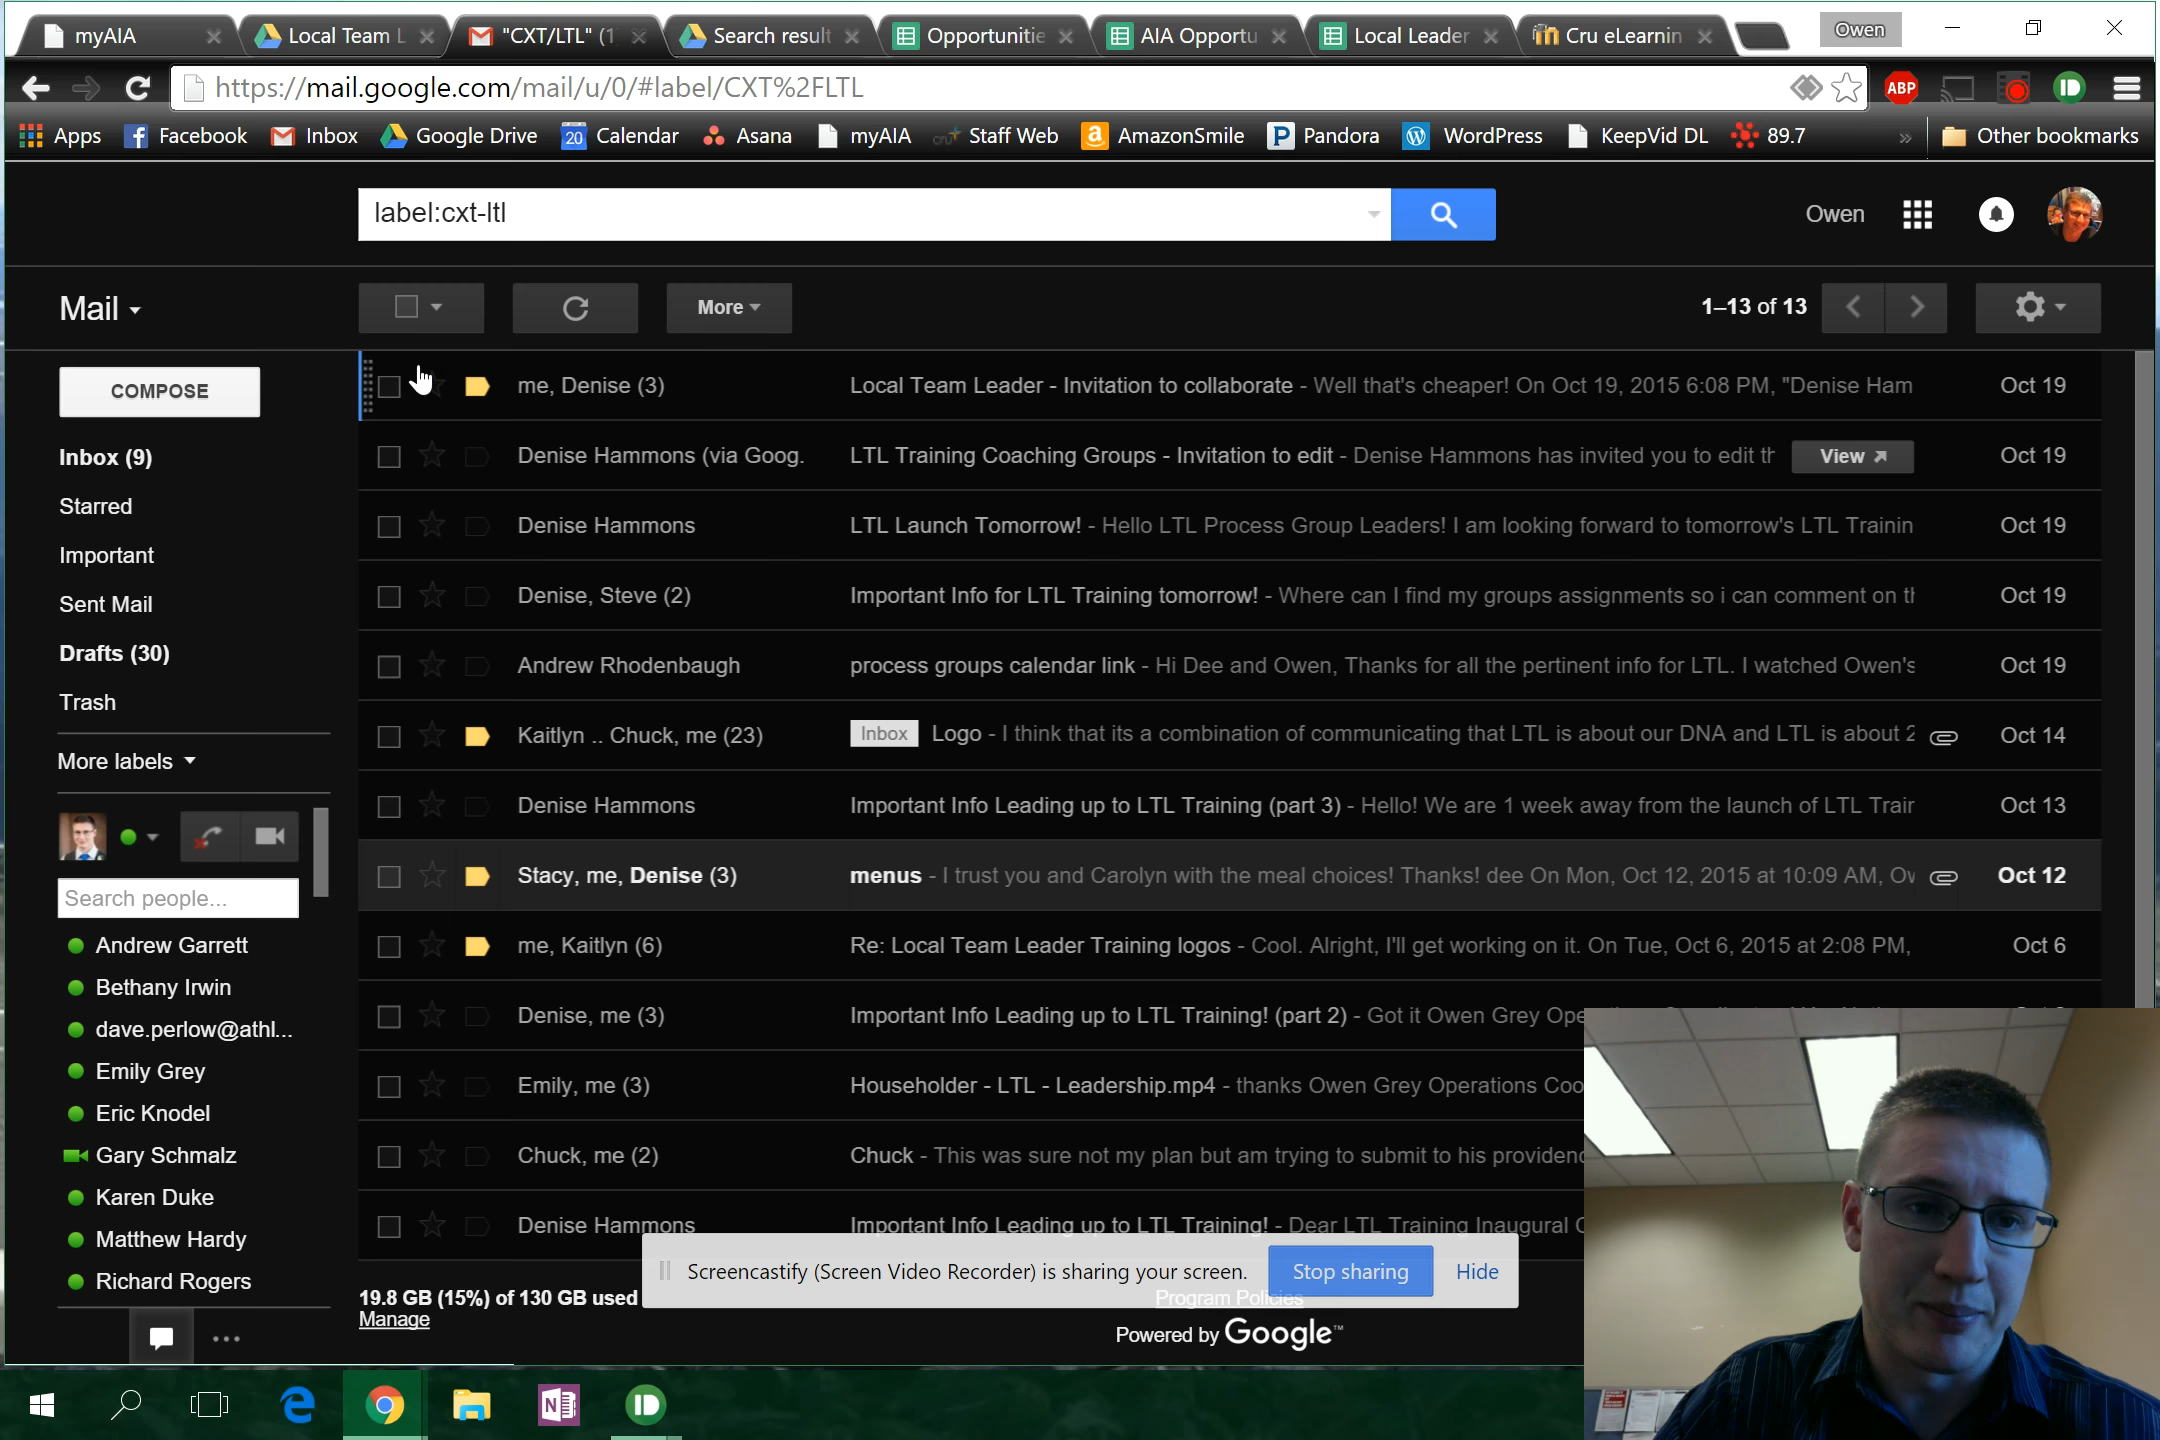 myAIA
Local Team L
"CXT/LTL" (1
Search result
Opportunitie
AIA Opportu
Local Leader
Cru eLearnin
Owen
https://mail.google.com/mail/u/0/#label/CXT%2FLTL
ABP
Apps
Facebook
Inbox
Google Drive
20 Calendar
Asana
myAIA
Staff Web
AmazonSmile
Pandora
WordPress
KeepVid DL
89.7
»
Other bookmarks
label:cxt-ltl
Owen
Mail
More
1–13 of 13
COMPOSE
Inbox (9)
Starred
Important
Sent Mail
Drafts (30)
Trash
More labels
Search people...
Andrew Garrett
Bethany Irwin
dave.perlow@athl...
Emily Grey
Eric Knodel
Gary Schmalz
Karen Duke
Matthew Hardy
Richard Rogers
me, Denise (3) Local Team Leader - Invitation to collaborate - Well that's cheaper! On Oct 19, 2015 6:08 PM, "Denise Ham Oct 19
Denise Hammons (via Goog. LTL Training Coaching Groups - Invitation to edit - Denise Hammons has invited you to edit th View Oct 19
Denise Hammons LTL Launch Tomorrow! - Hello LTL Process Group Leaders! I am looking forward to tomorrow's LTL Trainin Oct 19
Denise, Steve (2) Important Info for LTL Training tomorrow! - Where can I find my groups assignments so i can comment on th Oct 19
Andrew Rhodenbaugh process groups calendar link - Hi Dee and Owen, Thanks for all the pertinent info for LTL. I watched Owen's Oct 19
Kaitlyn .. Chuck, me (23) Inbox Logo - I think that its a combination of communicating that LTL is about our DNA and LTL is about 2 Oct 14
Denise Hammons Important Info Leading up to LTL Training (part 3) - Hello! We are 1 week away from the launch of LTL Train Oct 13
Stacy, me, Denise (3) menus - I trust you and Carolyn with the meal choices! Thanks! dee On Mon, Oct 12, 2015 at 10:09 AM, Ow Oct 12
me, Kaitlyn (6) Re: Local Team Leader Training logos - Cool. Alright, I'll get working on it. On Tue, Oct 6, 2015 at 2:08 PM, Oct 6
Denise, me (3) Important Info Leading up to LTL Training! (part 2) - Got it Owen Grey Ope
Emily, me (3) Householder - LTL - Leadership.mp4 - thanks Owen Grey Operations Coo
Chuck, me (2) Chuck - This was sure not my plan but am trying to submit to his providenc
Denise Hammons Important Info Leading up to LTL Training! - Dear LTL Training Inaugural C
Screencastify (Screen Video Recorder) is sharing your screen. Stop sharing Hide
19.8 GB (15%) of 130 GB used
Manage
Program Policies
Powered by Google™